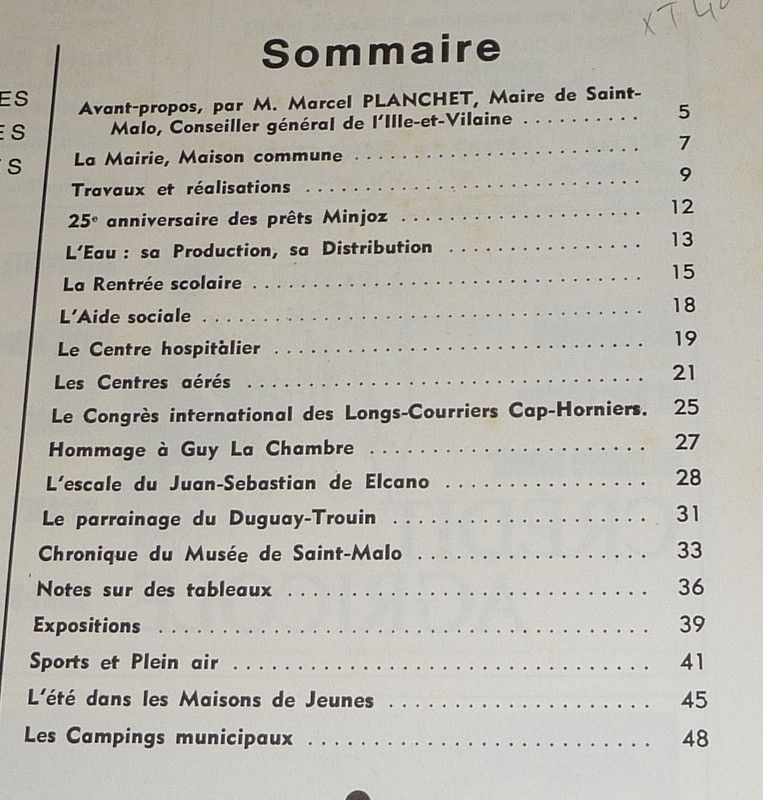 XT40
Sommaire
ES
ES
S
Avant-propos, par M. Marcel PLANCHET, Maire de Saint-
Malo, Conseiller général de l'Ille-et-Vilaine .......... 5
La Mairie, Maison commune .......................... 7
Travaux et réalisations ............................... 9
25e anniversaire des prêts Minjoz ...................... 12
L'Eau : sa Production, sa Distribution .................. 13
La Rentrée scolaire .................................... 15
L'Aide sociale ........................................ 18
Le Centre hospitalier .................................. 19
Les Centres aérés ..................................... 21
Le Congrès international des Longs-Courriers Cap-Horniers. 25
Hommage à Guy La Chambre ......................... 27
L'escale du Juan-Sebastian de Elcano .................. 28
Le parrainage du Duguay-Trouin ....................... 31
Chronique du Musée de Saint-Malo ..................... 33
Notes sur des tableaux ................................ 36
Expositions ........................................... 39
Sports et Plein air ..................................... 41
L'été dans les Maisons de Jeunes ....................... 45
Les Campings municipaux .............................. 48